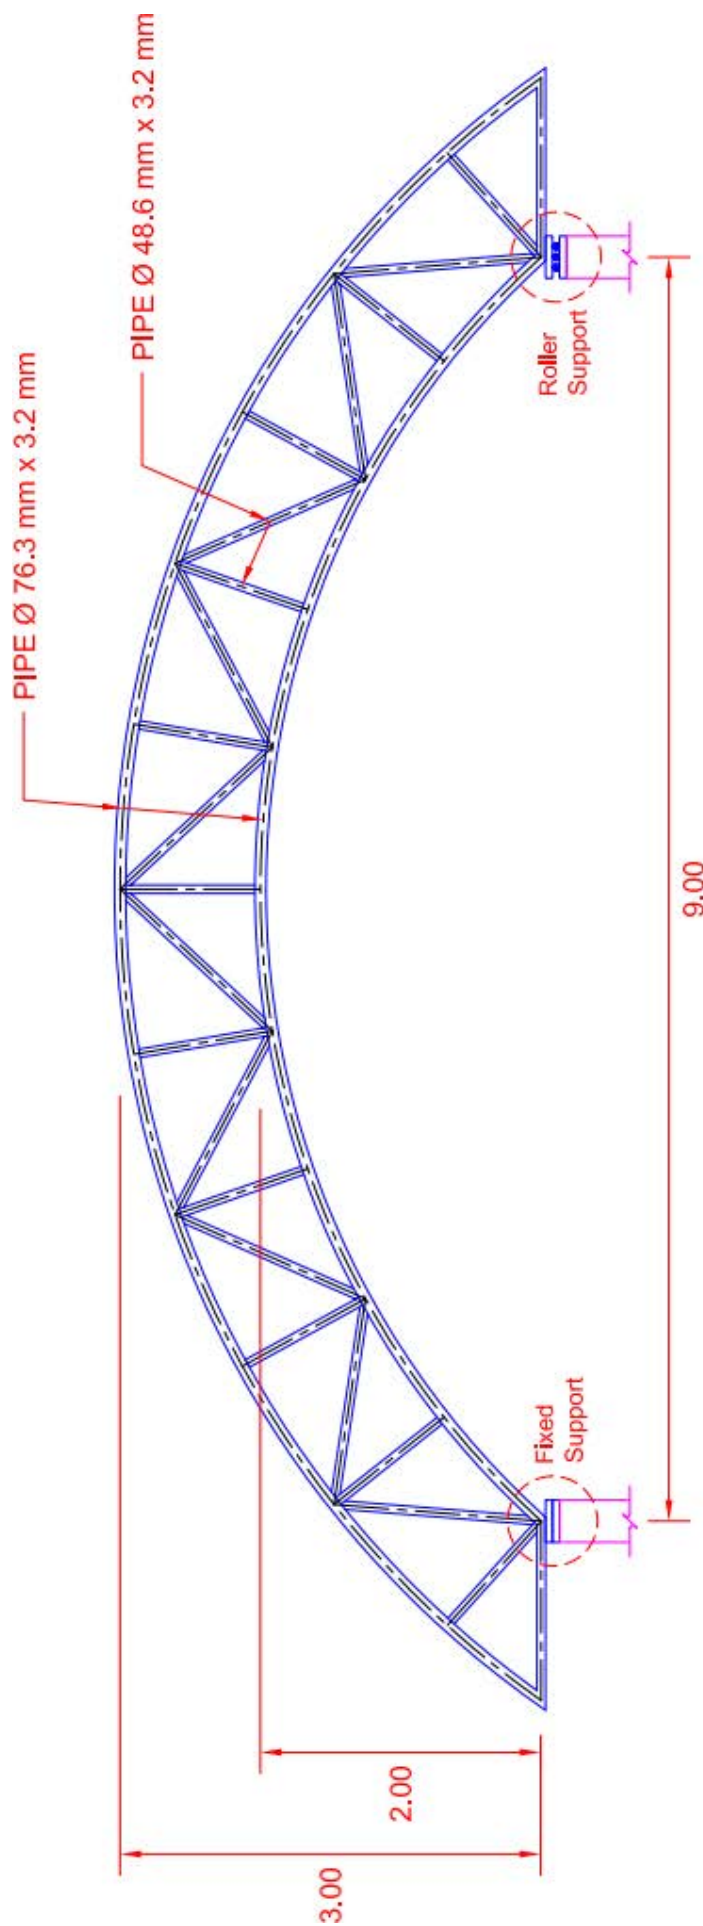 PIPE Ø 76.3 mm x 3.2 mm
PIPE Ø 48.6 mm x 3.2 mm
3.00
2.00
Fixed
Support
Roller
Support
9.00